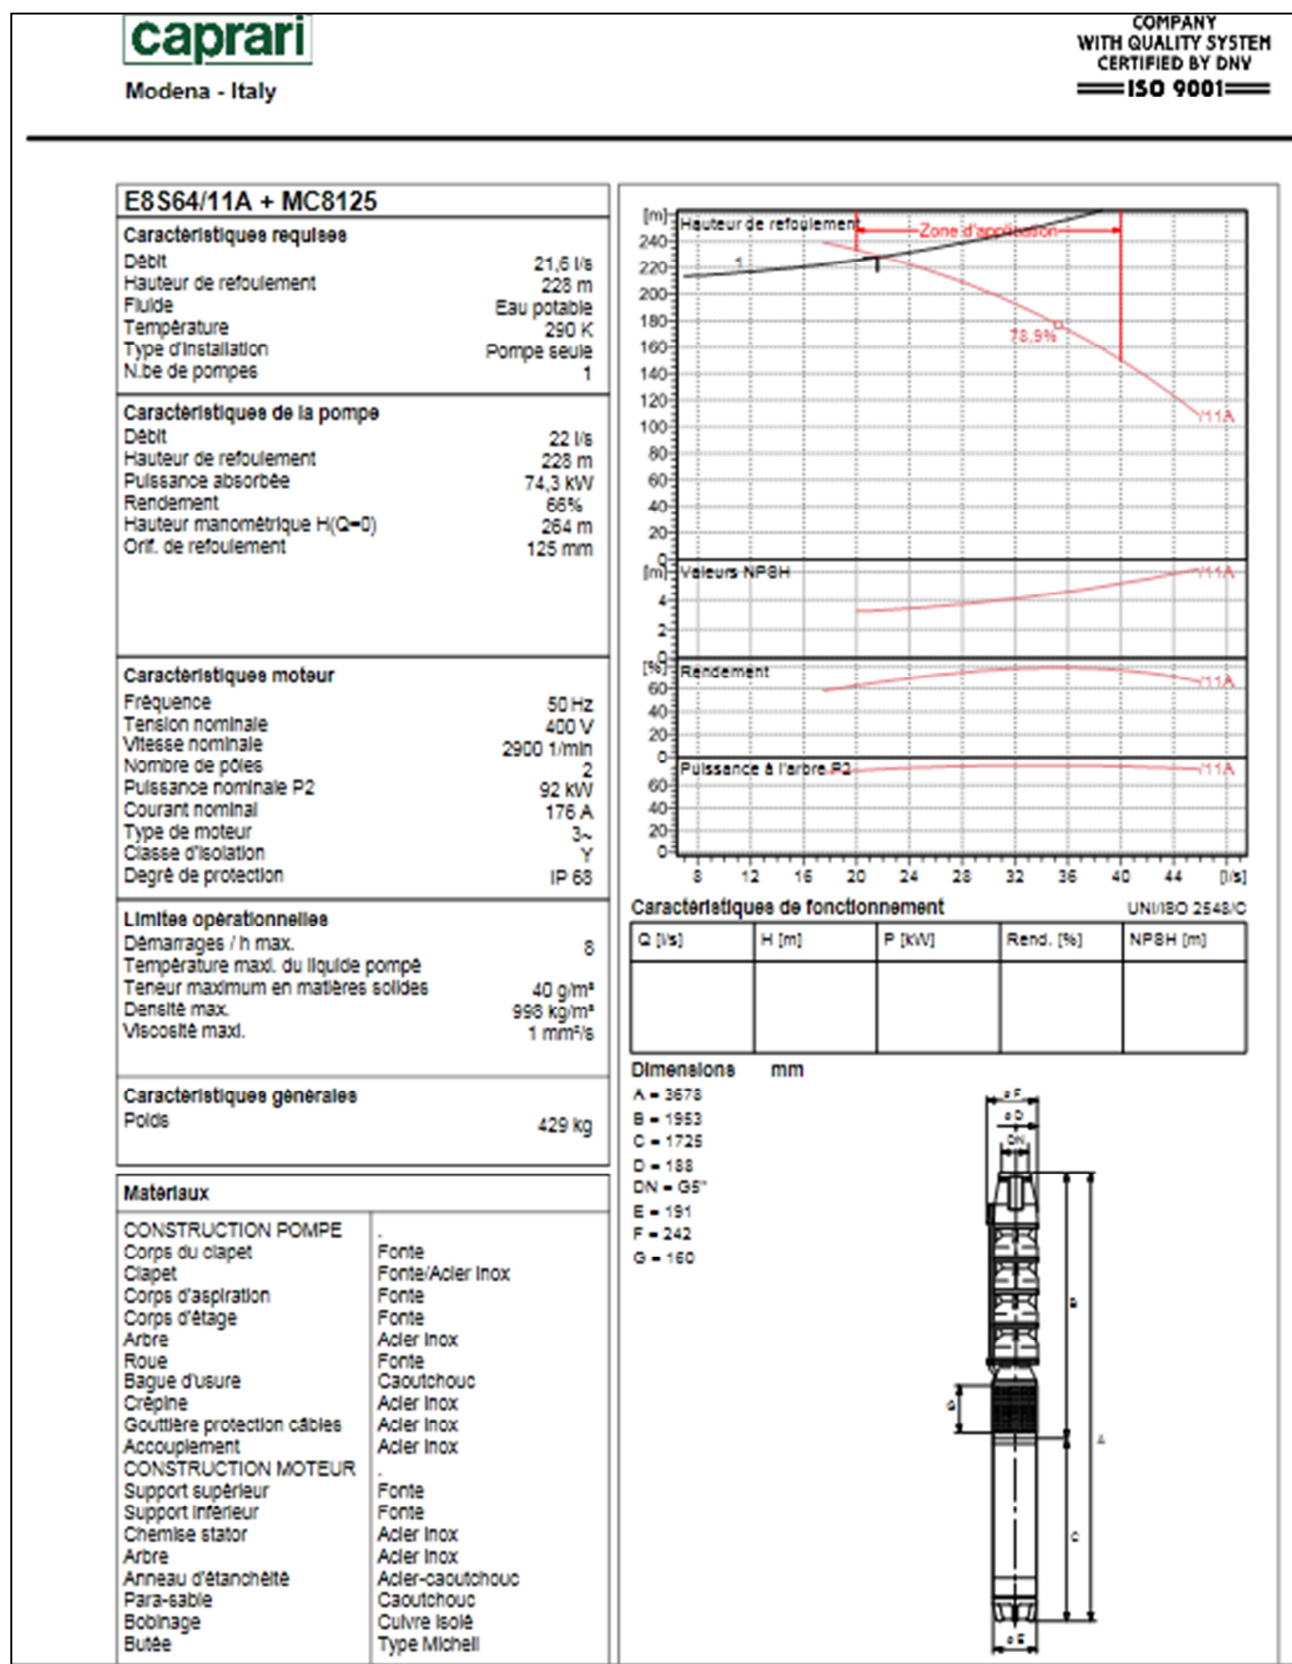 caprari
Modena - Italy
COMPANY
WITH QUALITY SYSTEM
CERTIFIED BY DNV
ISO 9001
E8S64/11A + MC8125
Caractéristiques requises
Débit 21,6 l/s
Hauteur de refoulement 228 m
Fluide Eau potable
Température 290 K
Type d'installation Pompe seule
N.be de pompes 1
Caractéristiques de la pompe
Débit 22 l/s
Hauteur de refoulement 228 m
Puissance absorbée 74,3 kW
Rendement 66%
Hauteur manométrique H(Q=0) 264 m
Orif. de refoulement 125 mm
Caractéristiques moteur
Fréquence 50 Hz
Tension nominale 400 V
Vitesse nominale 2900 1/min
Nombre de pôles 2
Puissance nominale P2 92 kW
Courant nominal 176 A
Type de moteur 3~
Classe d'isolation Y
Degré de protection IP 68
Limites opérationnelles
Démarrages / h max. 8
Température maxi. du liquide pompé
Teneur maximum en matières solides 40 g/m³
Densité max. 998 kg/m³
Viscosité maxi. 1 mm²/s
Caractéristiques générales
Poids 429 kg
Matériaux
CONSTRUCTION POMPE .
Corps du clapet Fonte
Clapet Fonte/Acier Inox
Corps d'aspiration Fonte
Corps d'étage Fonte
Arbre Acier Inox
Roue Fonte
Bague d'usure Caoutchouc
Crépine Acier Inox
Gouttière protection câbles Acier Inox
Accouplement Acier Inox
CONSTRUCTION MOTEUR .
Support supérieur Fonte
Support inférieur Fonte
Chemise stator Acier Inox
Arbre Acier Inox
Anneau d'étanchéité Acier-caoutchouc
Para-sable Caoutchouc
Bobinage Cuivre isolé
Butée Type Michell
[m] Hauteur de refoulement
Zone d'application
240
1
220
200
180
78,9%
160
140
120
/11A
100
80
60
40
20
0
[m] Valeurs NPSH
/11A
4
2
0
[%] Rendement
/11A
60
40
20
0
Puissance à l'arbre P2
/11A
60
40
20
0
8 12 16 20 24 28 32 36 40 44 [l/s]
Caractéristiques de fonctionnement UNI/ISO 2548/C
Q [l/s] H [m] P [kW] Rend. [%] NPSH [m]
Dimensions mm
A = 3678
B = 1953
C = 1725
D = 188
DN = G5"
E = 191
F = 242
G = 160
ø F
ø D
DN
B
G
A
C
ø E